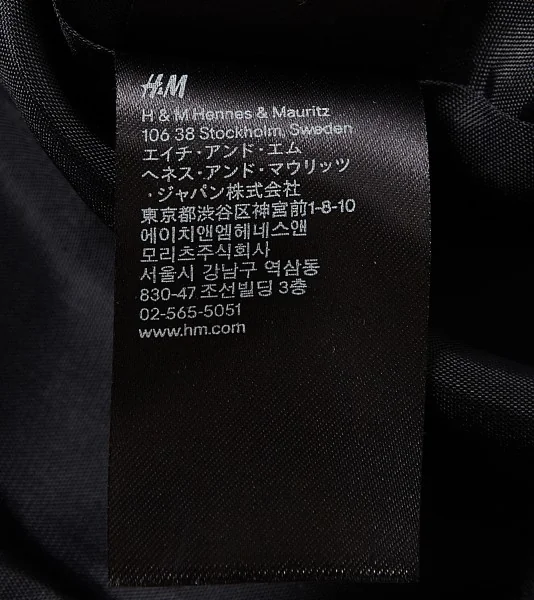 H&M
H & M Hennes & Mauritz
106 38 Stockholm, Sweden
エイチ・アンド・エム
ヘネス・アンド・マウリッツ
・ジャパン株式会社
東京都渋谷区神宮前1-8-10
에이치앤엠헤네스앤
모리츠주식회사
서울시 강남구 역삼동
830-47 조선빌딩 3층
02-565-5051
www.hm.com